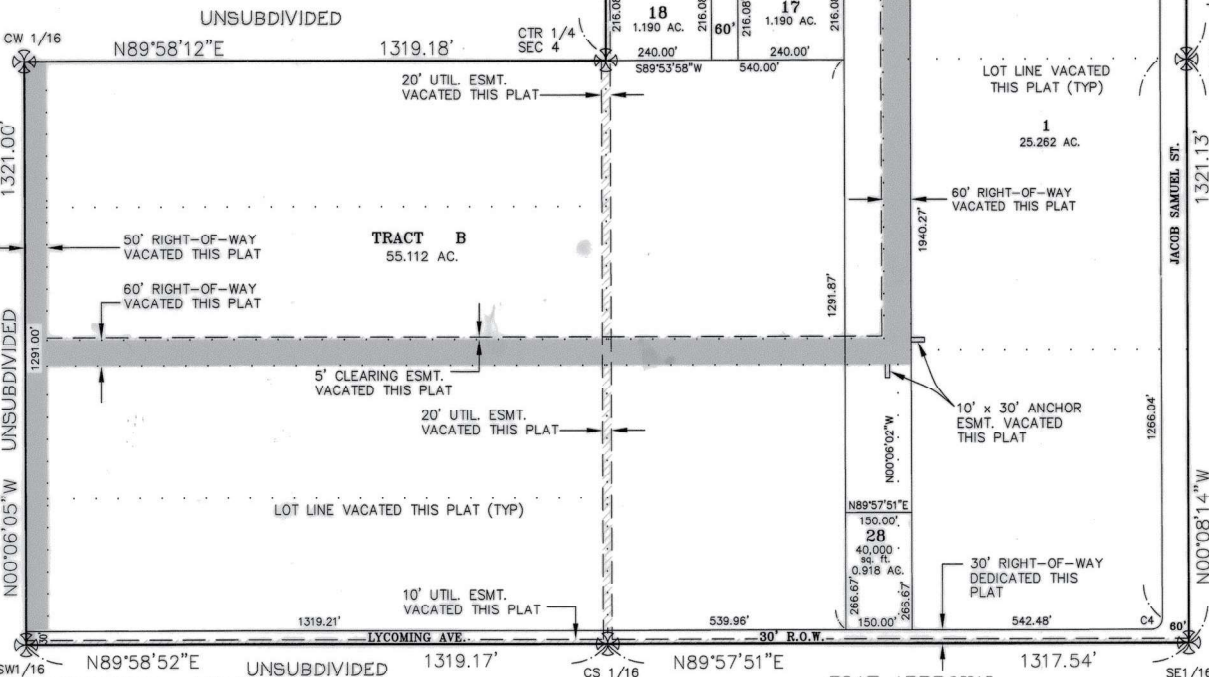 UNSUBDIVIDED
CW 1/16
N89°58'12"E
1319.18'
CTR 1/4
SEC 4
216.08'
18
1.190 AC.
216.08'
60'
216.08'
17
1.190 AC.
240.00'
240.00'
S89°53'58"W
540.00'
20' UTIL. ESMT.
VACATED THIS PLAT
LOT LINE VACATED
THIS PLAT (TYP)
1
25.262 AC.
1321.00'
1321.13'
JACOB SAMUEL ST.
60' RIGHT-OF-WAY
VACATED THIS PLAT
1940.27'
50' RIGHT-OF-WAY
VACATED THIS PLAT
TRACT B
55.112 AC.
60' RIGHT-OF-WAY
VACATED THIS PLAT
1291.87'
UNSUBDIVIDED
1291.00'
5' CLEARING ESMT.
VACATED THIS PLAT
20' UTIL. ESMT.
VACATED THIS PLAT
10' x 30' ANCHOR
ESMT. VACATED
THIS PLAT
1266.04'
N00°06'02"W
N00°06'05"W
N00°08'14"W
LOT LINE VACATED THIS PLAT (TYP)
N89°57'51"E
150.00'
28
40,000
sq. ft.
0.918 AC.
266.67'
266.67'
150.00'
30' RIGHT-OF-WAY
DEDICATED THIS
PLAT
10' UTIL. ESMT.
VACATED THIS PLAT
1319.21'
539.96'
542.48'
C4
60'
LYCOMING AVE.
30' R.O.W.
N89°58'52"E
UNSUBDIVIDED
1319.17'
N89°57'51"E
1317.54'
SW1/16
CS 1/16
SE1/16